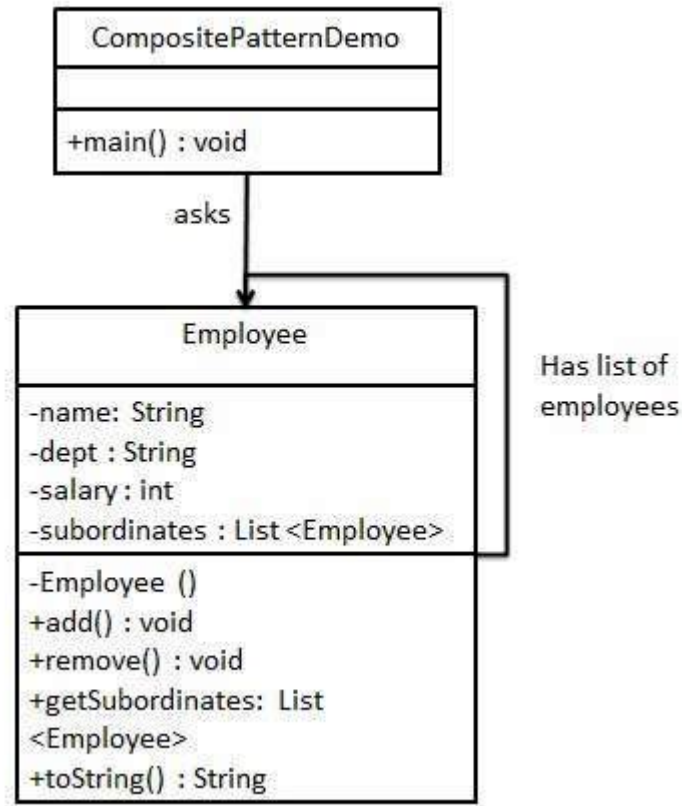 CompositePatternDemo
+main() : void
asks
Employee
Has list of
employees
-name: String
-dept : String
-salary : int
-subordinates : List <Employee>
-Employee ()
+add() : void
+remove() : void
+getSubordinates: List
<Employee>
+toString() : String